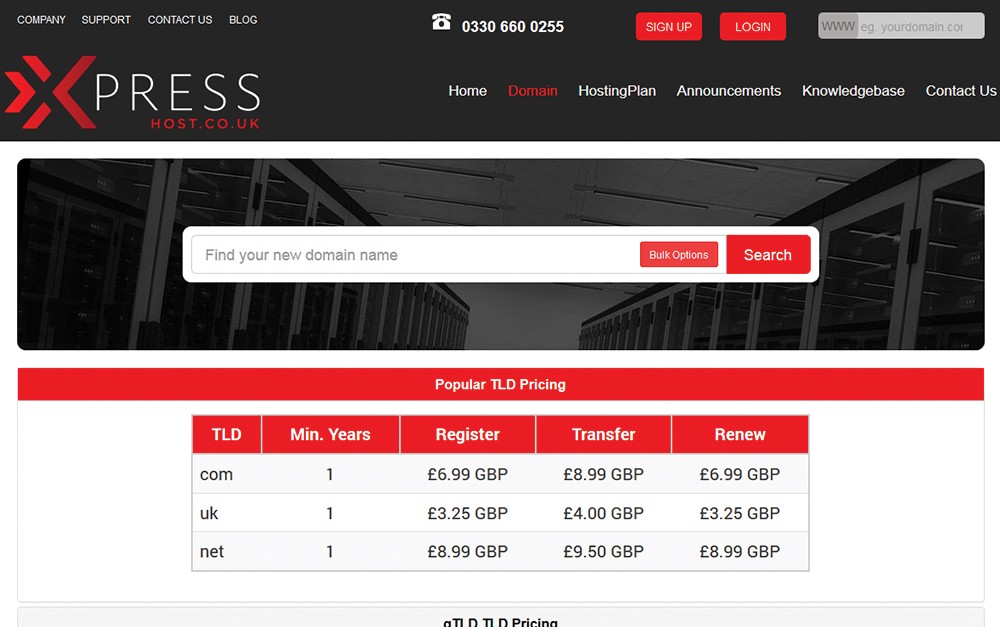 COMPANY SUPPORT CONTACT US BLOG
0330 660 0255
SIGN UP LOGIN
WWW eg. yourdomain.com
XPRESS
HOST.CO.UK
Home Domain HostingPlan Announcements Knowledgebase Contact Us
Find your new domain name Bulk Options Search
Popular TLD Pricing
TLD Min. Years Register Transfer Renew
com 1 £6.99 GBP £8.99 GBP £6.99 GBP
uk 1 £3.25 GBP £4.00 GBP £3.25 GBP
net 1 £8.99 GBP £9.50 GBP £8.99 GBP
gTLD TLD Pricing